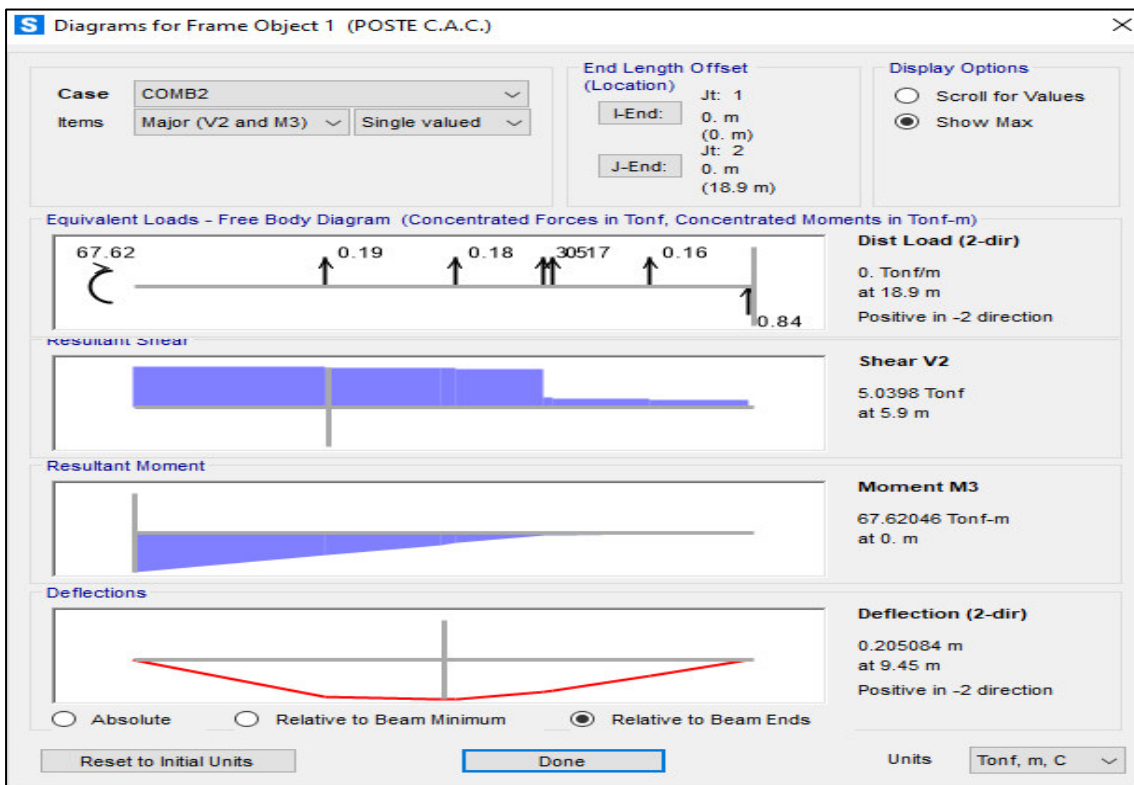 S Diagrams for Frame Object 1 (POSTE C.A.C.)
Case COMB2
Items Major (V2 and M3) Single valued
End Length Offset
(Location)
I-End: Jt: 1
0. m
(0. m)
J-End: Jt: 2
0. m
(18.9 m)
Display Options
Scroll for Values
Show Max
Equivalent Loads - Free Body Diagram (Concentrated Forces in Tonf, Concentrated Moments in Tonf-m)
67.62 0.19 0.18 0.16
0.84
Dist Load (2-dir)
0. Tonf/m
at 18.9 m
Positive in -2 direction
Resultant Shear
Shear V2
5.0398 Tonf
at 5.9 m
Resultant Moment
Moment M3
67.62046 Tonf-m
at 0. m
Deflections
Deflection (2-dir)
0.205084 m
at 9.45 m
Positive in -2 direction
Absolute Relative to Beam Minimum Relative to Beam Ends
Reset to Initial Units Done Units Tonf, m, C